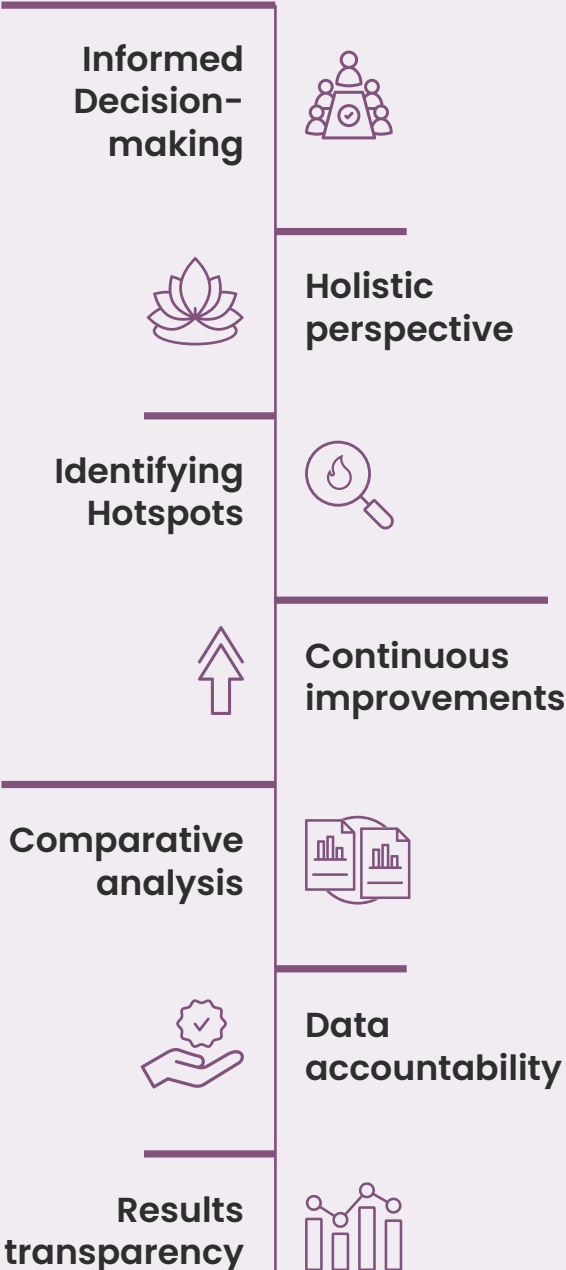 Informed
Decision-
making
Holistic
perspective
Identifying
Hotspots
Continuous
improvements
Comparative
analysis
Data
accountability
Results
transparency